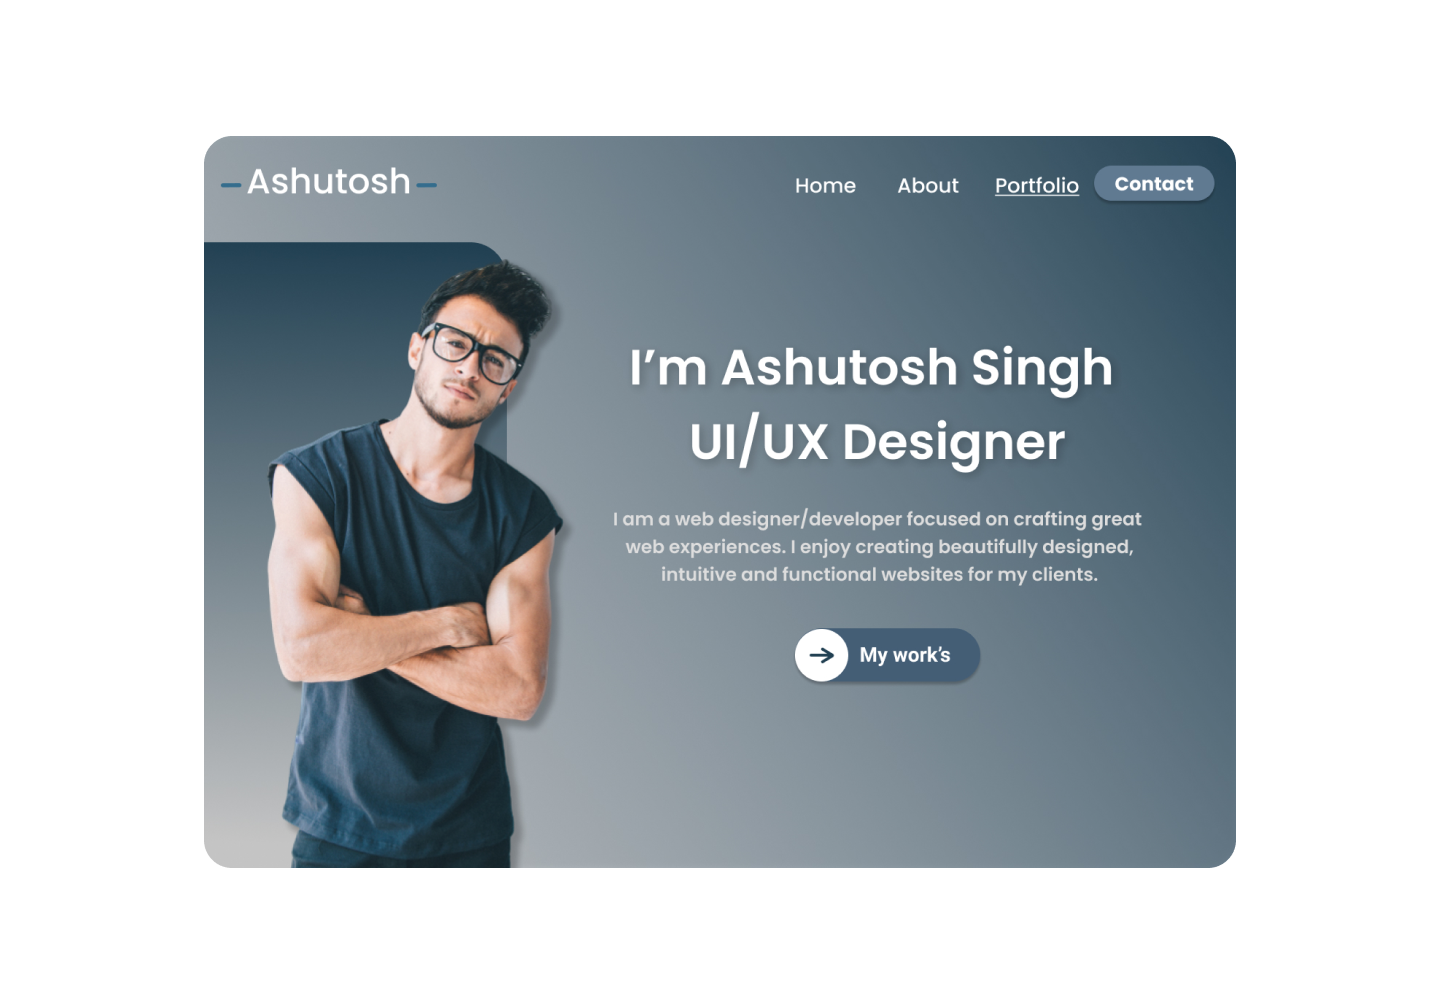 Ashutosh
Home About Portfolio Contact
I’m Ashutosh Singh
UI/UX Designer
I am a web designer/developer focused on crafting great
web experiences. I enjoy creating beautifully designed,
intuitive and functional websites for my clients.
My work’s